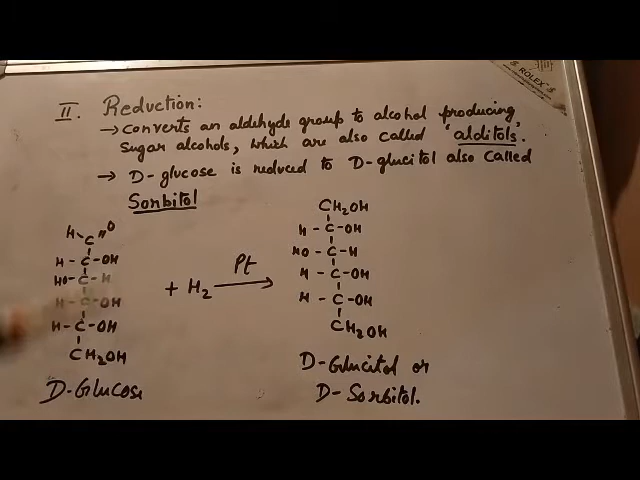 II. Reduction:
→ Converts an aldehyde group to alcohol producing,
sugar alcohols, which are also called "alditols.
→ D-glucose is reduced to D-glucitol also called
Sorbitol
H O
C
H-C-OH
HO-C-H
H-C-OH
H-C-OH
CH2OH
D-Glucose
+ H2
Pt
CH2OH
H-C-OH
HO-C-H
H-C-OH
H-C-OH
CH2OH
D-Glucitol or
D-Sorbitol.
S. ROLEX"S